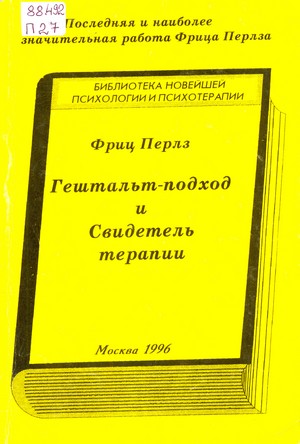 88492
П27
Последняя и наиболее
значительная работа Фрица Перлза
БИБЛИОТЕКА НОВЕЙШЕЙ
ПСИХОЛОГИИ И ПСИХОТЕРАПИИ
Фриц Перлз
Гештальт-подход
и
Свидетель
терапии
Москва 1996